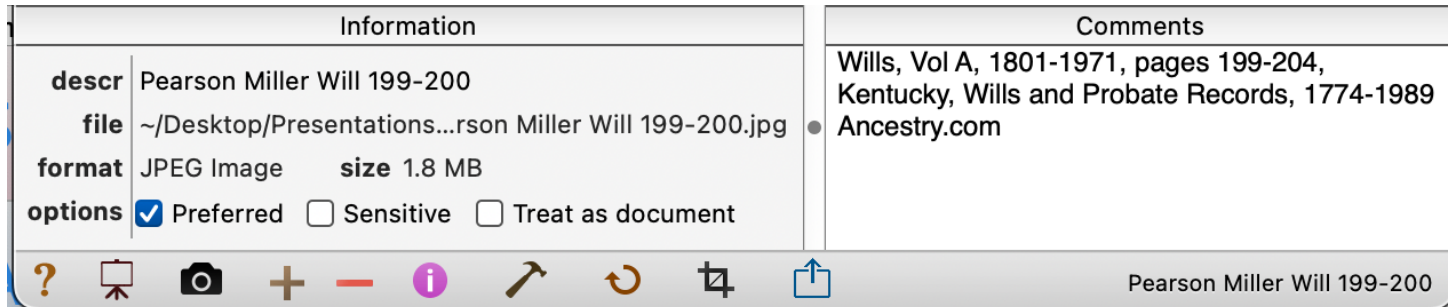 Information
descr Pearson Miller Will 199-200
file ~/Desktop/Presentations...rson Miller Will 199-200.jpg
format JPEG Image size 1.8 MB
options Preferred Sensitive Treat as document
Comments
Wills, Vol A, 1801-1971, pages 199-204,
Kentucky, Wills and Probate Records, 1774-1989
Ancestry.com
Pearson Miller Will 199-200